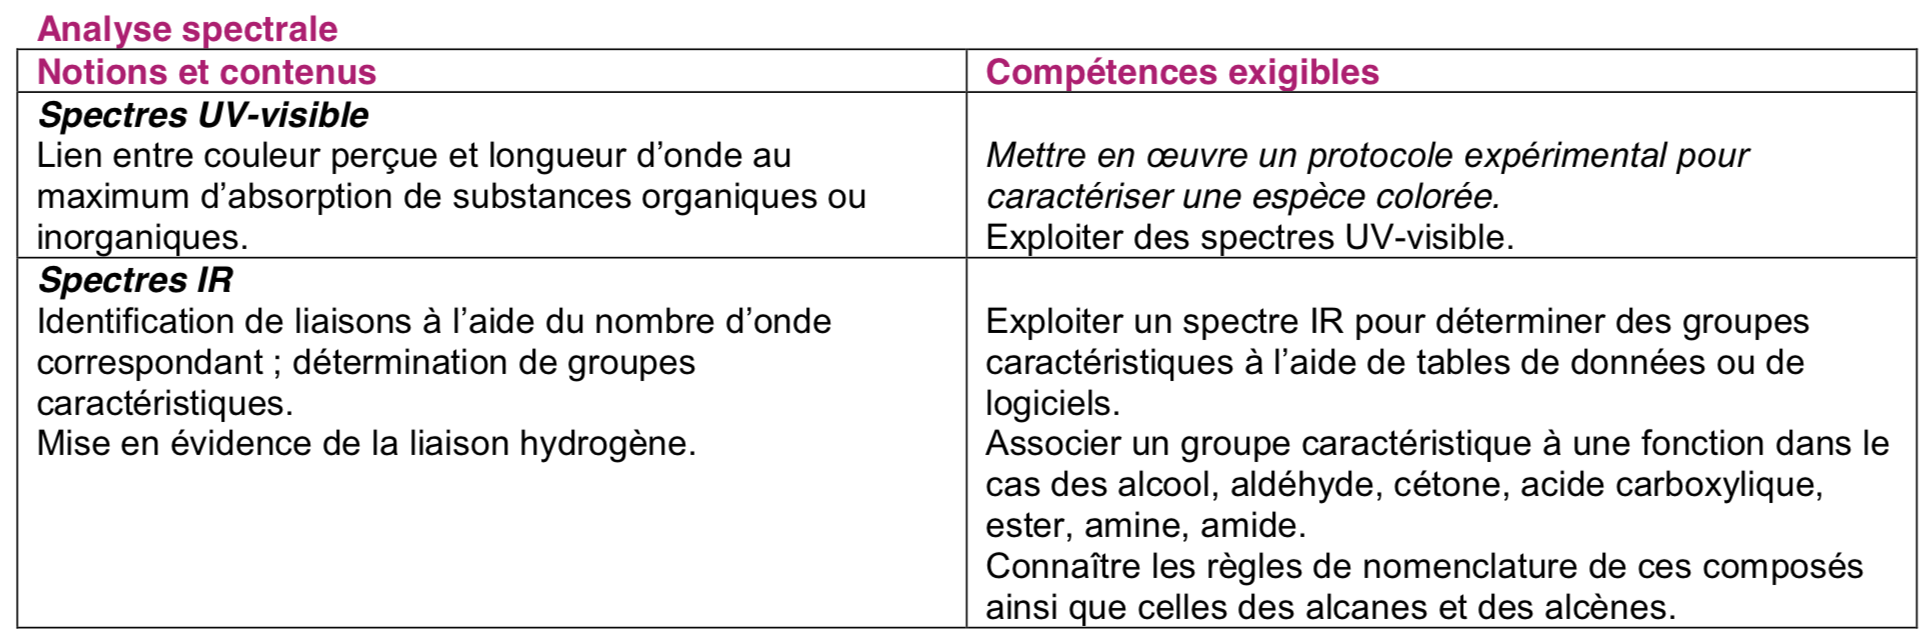 Analyse spectrale
Notions et contenus
Compétences exigibles
Spectres UV-visible
Lien entre couleur perçue et longueur d’onde au
maximum d’absorption de substances organiques ou
inorganiques.
Mettre en œuvre un protocole expérimental pour
caractériser une espèce colorée.
Exploiter des spectres UV-visible.
Spectres IR
Identification de liaisons à l’aide du nombre d’onde
correspondant ; détermination de groupes
caractéristiques.
Mise en évidence de la liaison hydrogène.
Exploiter un spectre IR pour déterminer des groupes
caractéristiques à l’aide de tables de données ou de
logiciels.
Associer un groupe caractéristique à une fonction dans le
cas des alcool, aldéhyde, cétone, acide carboxylique,
ester, amine, amide.
Connaître les règles de nomenclature de ces composés
ainsi que celles des alcanes et des alcènes.